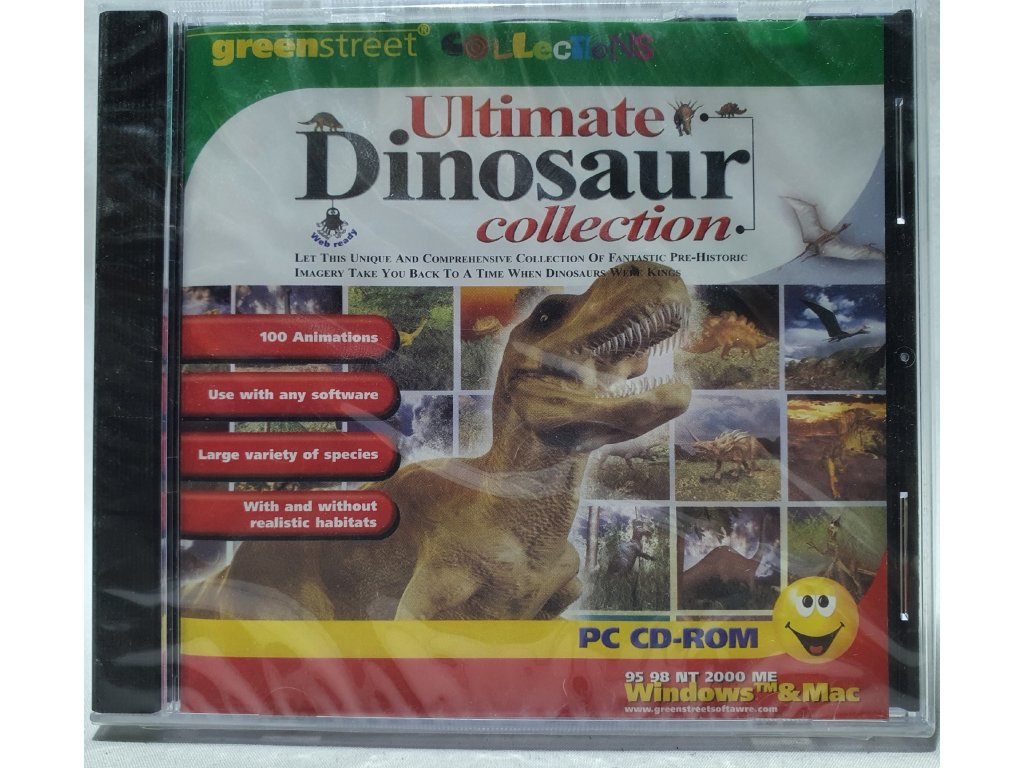 greenstreet® COLLECTIONS
Ultimate
Dinosaur
collection
Web ready
LET THIS UNIQUE AND COMPREHENSIVE COLLECTION OF FANTASTIC PRE-HISTORIC
IMAGERY TAKE YOU BACK TO A TIME WHEN DINOSAURS WERE KINGS
100 Animations
Use with any software
Large variety of species
With and without
realistic habitats
PC CD-ROM
95 98 NT 2000 ME
Windows™&Mac
www.greenstreetsoftawre.com